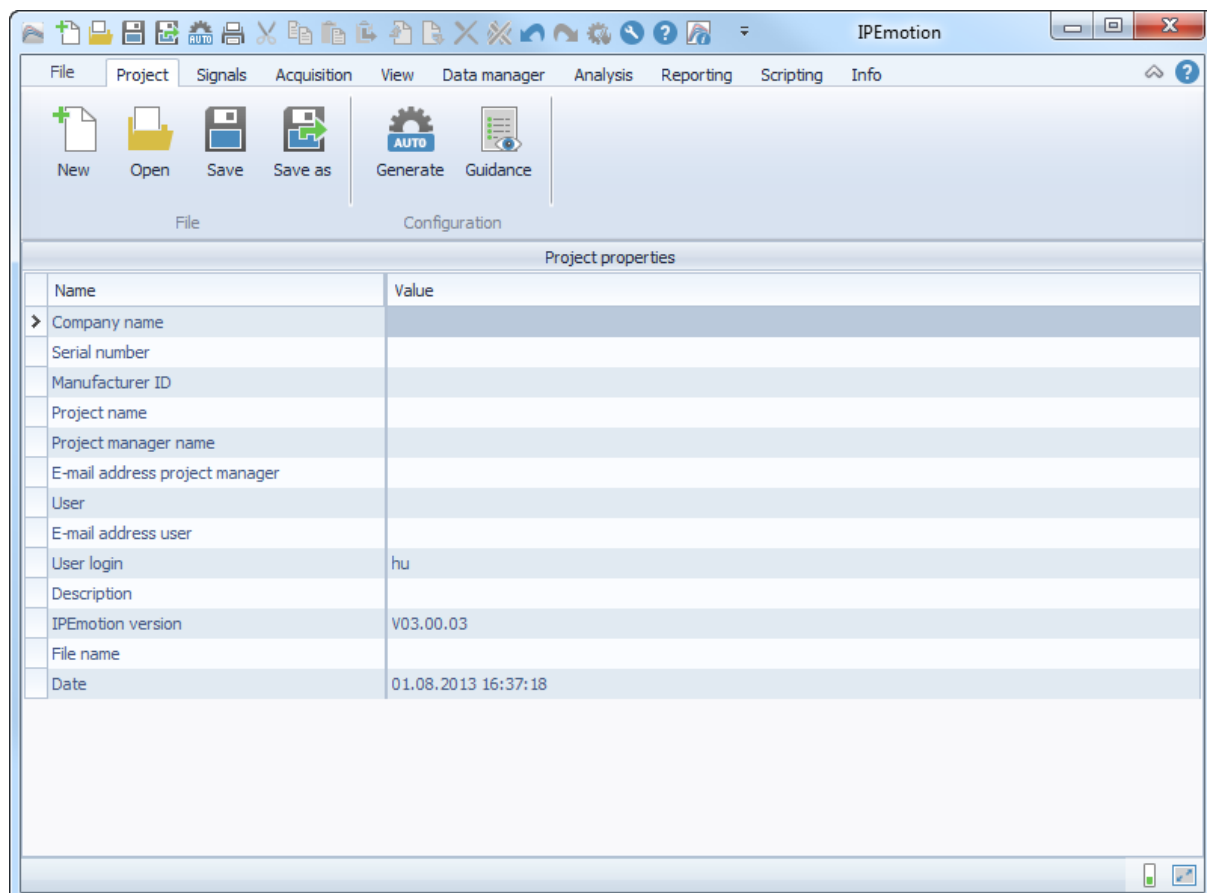 AUTO
IPEmotion
File Project Signals Acquisition View Data manager Analysis Reporting Scripting Info
AUTO
New Open Save Save as Generate Guidance
File Configuration
Project properties
Name Value
Company name
Serial number
Manufacturer ID
Project name
Project manager name
E-mail address project manager
User
E-mail address user
User login hu
Description
IPEmotion version V03.00.03
File name
Date 01.08.2013 16:37:18